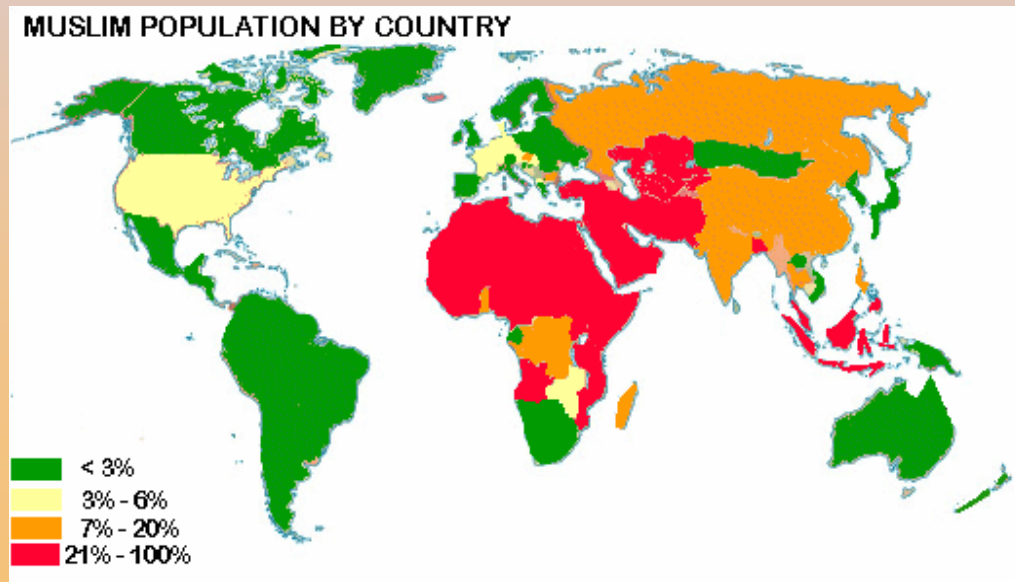 MUSLIM POPULATION BY COUNTRY
< 3%
3% - 6%
7% - 20%
21% - 100%